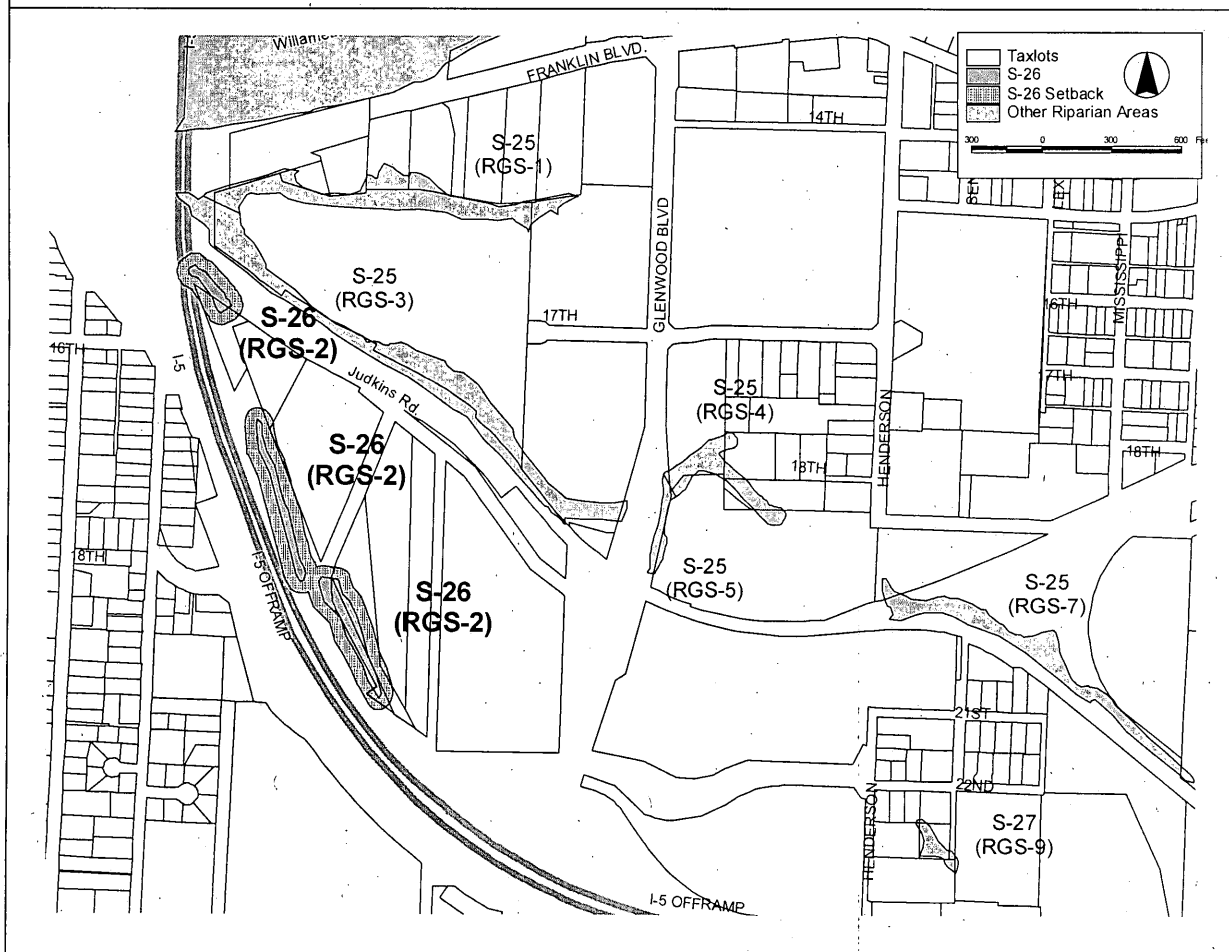 FRANKLIN BLVD.
Taxlots
S-26
S-26 Setback
Other Riparian Areas
300 0 300 600
14TH
S-25
(RGS-1)
GLENWOOD BLVD
MISSISSIPPI
S-25
(RGS-3)
17TH
16TH
S-26
(RGS-2)
16TH
I-5
Judkins Rd.
17TH
S-25
(RGS-4)
HENDERSON
S-26
(RGS-2)
18TH
18TH
18TH
I-5 OFFRAMP
S-25
(RGS-5)
S-25
(RGS-7)
S-26
(RGS-2)
21ST
22ND
HENDERSON
S-27
(RGS-9)
I-5 OFFRAMP